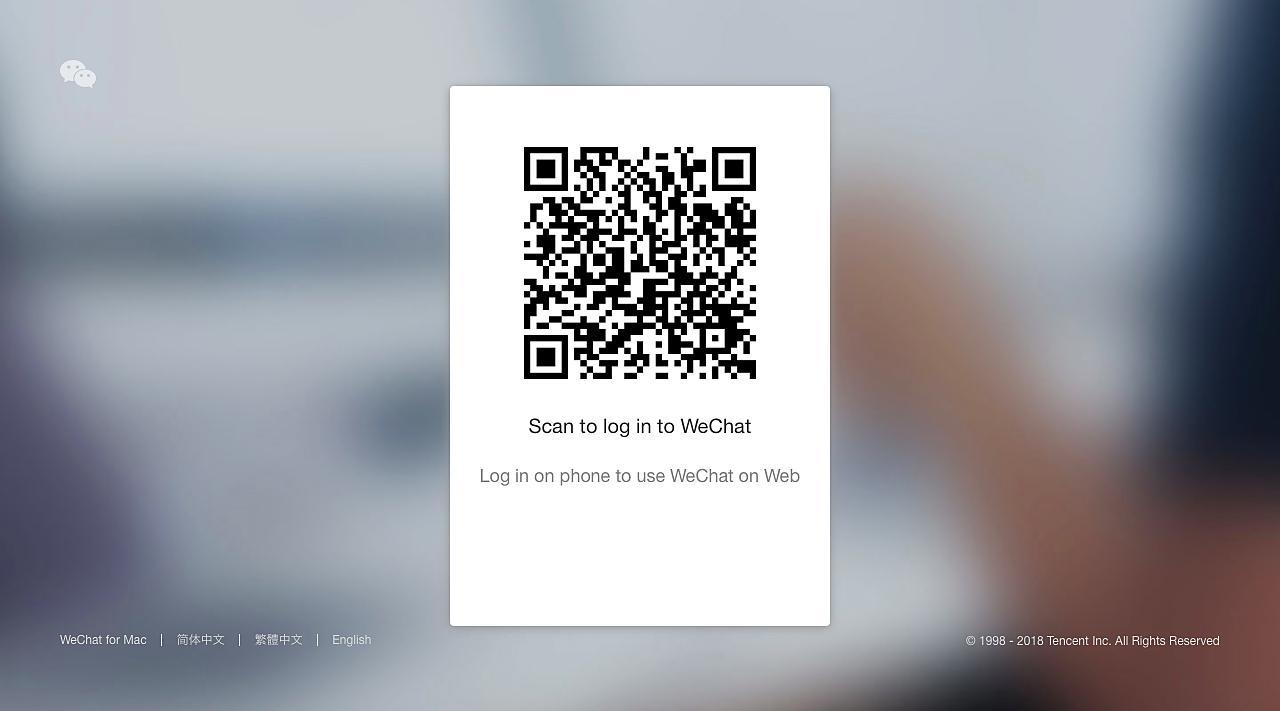 Scan to log in to WeChat
Log in on phone to use WeChat on Web
WeChat for Mac | 简体中文 | 繁體中文 | English
© 1998 - 2018 Tencent Inc. All Rights Reserved